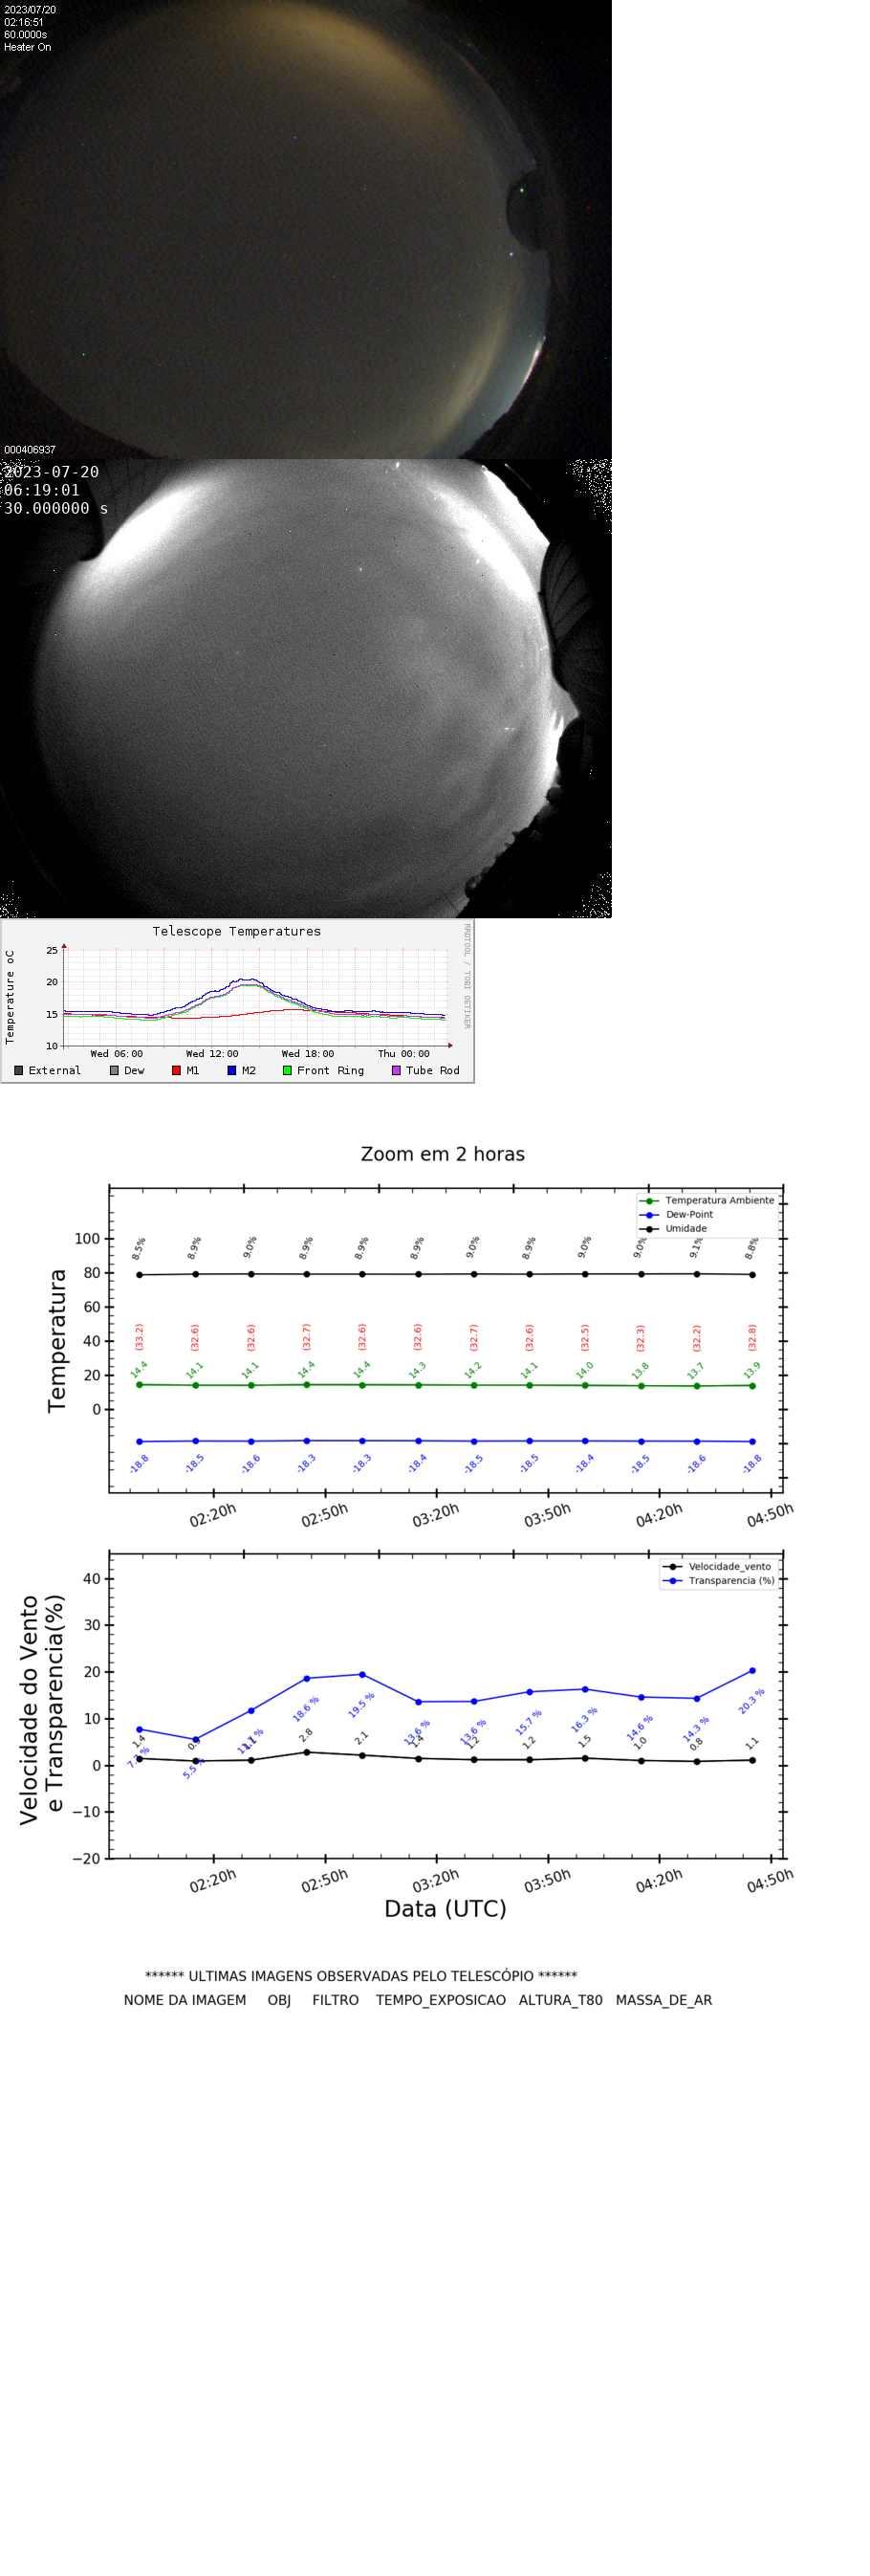 2023/07/20
02:16:51
60.0000s
Heater On
000406937
2023-07-20
06:19:01
30.000000 s
Telescope Temperatures
RRDTOOL / TOBI OETIKER
Temperature oC
25
20
15
10
Wed 06:00 Wed 12:00 Wed 18:00 Thu 00:00
External Dew M1 M2 Front Ring Tube Rod
Zoom em 2 horas
Temperatura Ambiente
Dew-Point
Umidade
Temperatura
100
80
60
40
20
0
8.5% 8.9% 9.0% 8.9% 8.9% 8.9% 9.0% 8.9% 9.0% 9.0% 9.1% 8.8%
(33.2) (32.6) (32.6) (32.7) (32.6) (32.6) (32.7) (32.6) (32.5) (32.3) (32.2) (32.8)
14.4 14.1 14.1 14.4 14.4 14.3 14.2 14.1 14.0 13.8 13.7 13.9
-18.8 -18.5 -18.6 -18.3 -18.3 -18.4 -18.5 -18.5 -18.4 -18.5 -18.6 -18.8
02:20h 02:50h 03:20h 03:50h 04:20h 04:50h
Velocidade_vento
Transparencia (%)
Velocidade do Vento
e Transparencia(%)
40
30
20
10
0
−10
−20
5.5 % 18.6 % 19.5 % 13.6 % 13.6 % 15.7 % 16.3 % 14.6 % 14.3 % 20.3 %
1.4 1.1 2.8 2.1 1.4 1.2 1.2 1.5 1.0 0.8 1.1
02:20h 02:50h 03:20h 03:50h 04:20h 04:50h
Data (UTC)
****** ULTIMAS IMAGENS OBSERVADAS PELO TELESCÓPIO ******
NOME DA IMAGEM OBJ FILTRO TEMPO_EXPOSICAO ALTURA_T80 MASSA_DE_AR